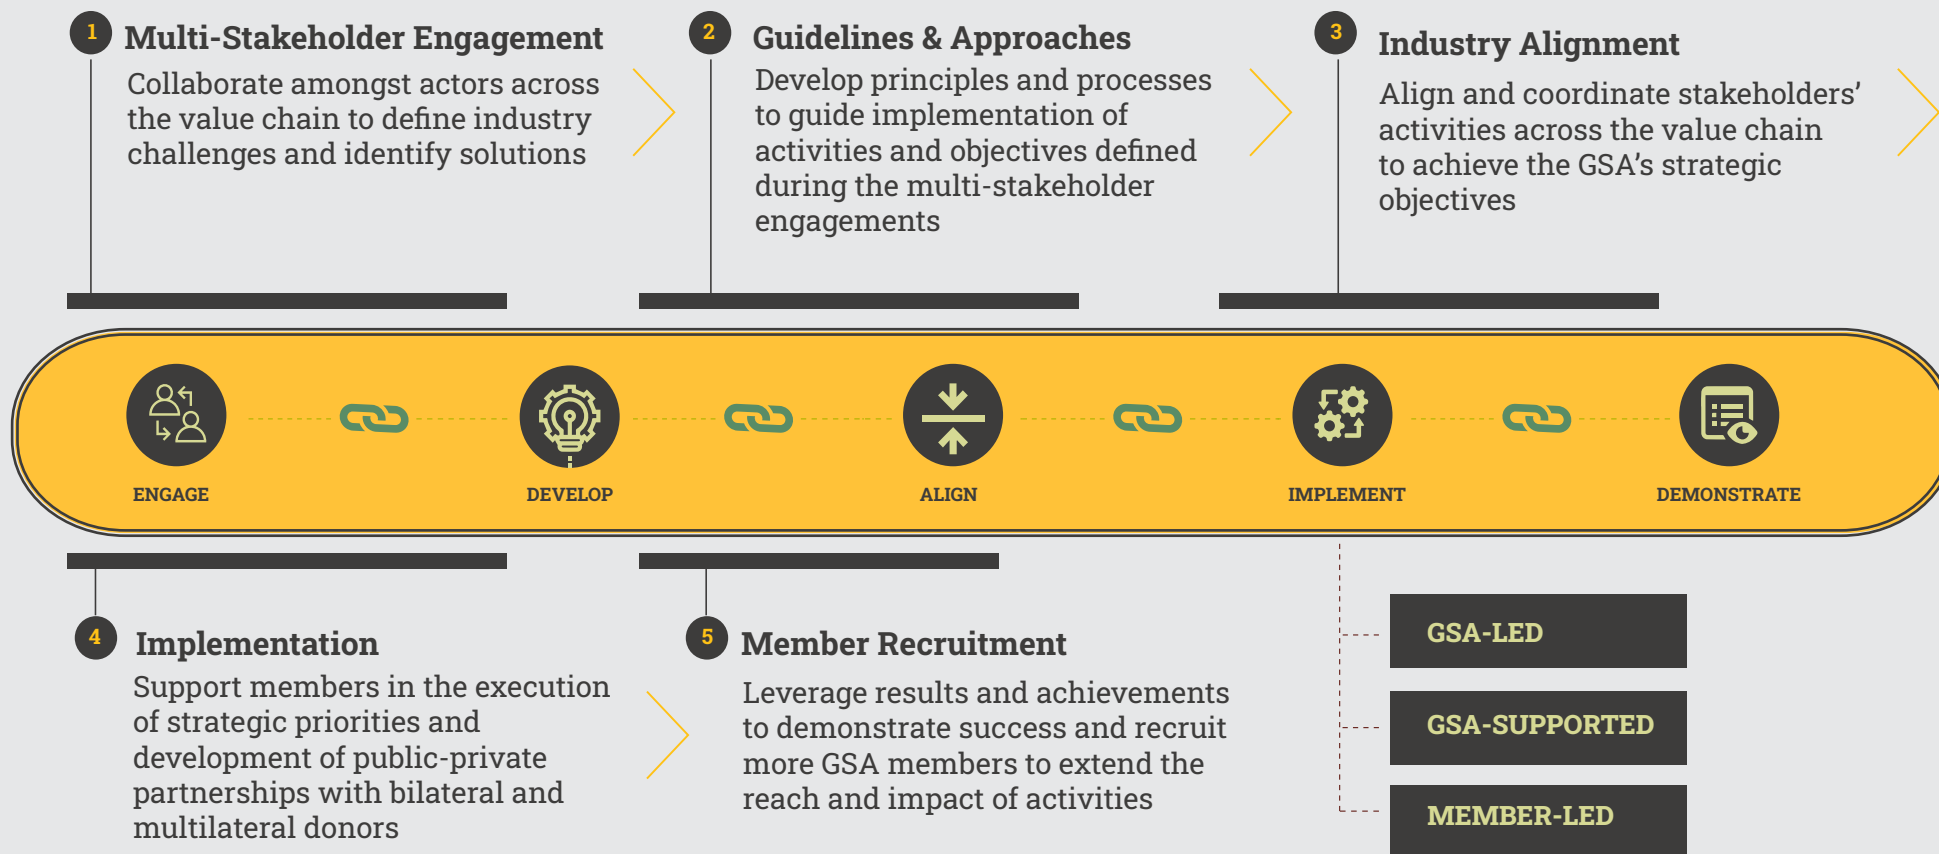 1
Multi-Stakeholder Engagement
Collaborate amongst actors across
the value chain to define industry
challenges and identify solutions
2
Guidelines & Approaches
Develop principles and processes
to guide implementation of
activities and objectives defined
during the multi-stakeholder
engagements
3
Industry Alignment
Align and coordinate stakeholders’
activities across the value chain
to achieve the GSA’s strategic
objectives
ENGAGE
DEVELOP
ALIGN
IMPLEMENT
DEMONSTRATE
4
Implementation
Support members in the execution
of strategic priorities and
development of public-private
partnerships with bilateral and
multilateral donors
5
Member Recruitment
Leverage results and achievements
to demonstrate success and recruit
more GSA members to extend the
reach and impact of activities
GSA-LED
GSA-SUPPORTED
MEMBER-LED